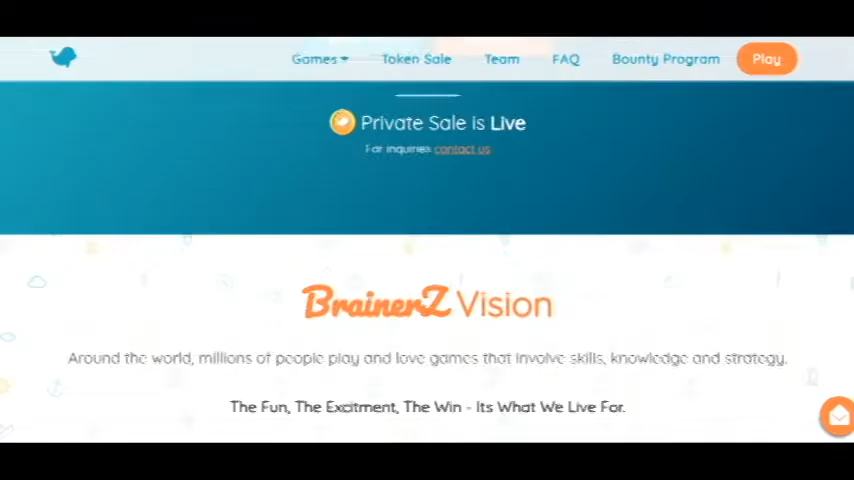 Games Token Sale Team FAQ Bounty Program Play
Private Sale is Live
For inquiries contact us
BrainerZ Vision
Around the world, millions of people play and love games that involve skills, knowledge and strategy.
The Fun, The Excitment, The Win - Its What We Live For.